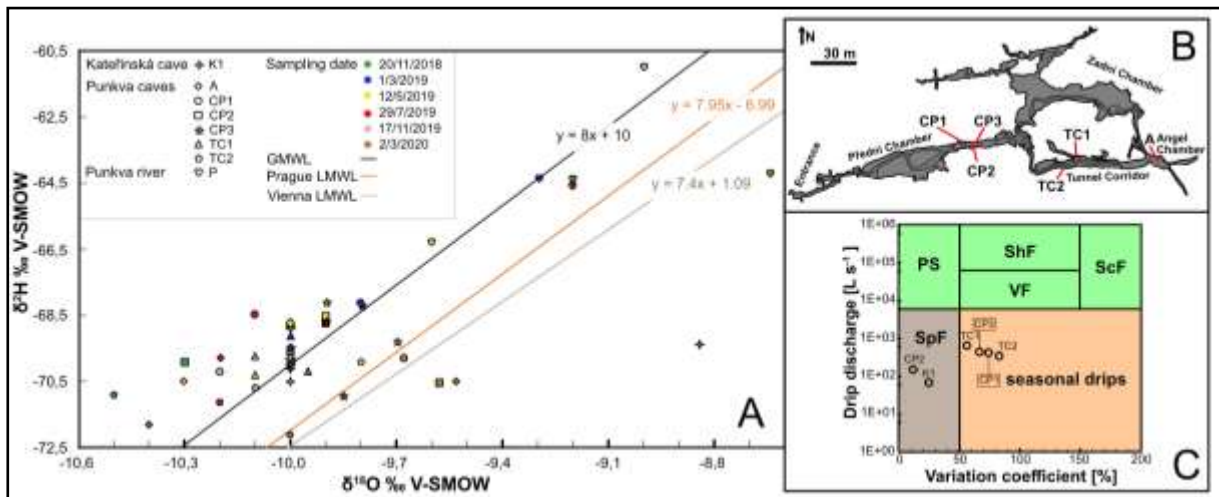 -60,5
-62,5
-64,5
-66,5
-68,5
-70,5
-72,5
δ²H ‰ V-SMOW
-10,6
-10,3
-10,0
-9,7
-9,4
-9,1
-8,8
δ¹⁸O ‰ V-SMOW
A
Kateřinská cave K1
Punkva caves A
CP1
CP2
CP3
TC1
TC2
Punkva river P
Sampling date
20/11/2018
1/3/2019
12/5/2019
29/7/2019
17/11/2019
2/3/2020
GMWL
Prague LMWL
Vienna LMWL
y = 8x + 10
y = 7.95x - 6.99
y = 7.4x + 1.09
B
N
30 m
Zadní Chamber
CP1
CP3
CP2
TC1
TC2
A
Angel
Chamber
Přední Chamber
Tunnel Corridor
Entrance
C
1E+06
1E+05
1E+04
1E+03
1E+02
1E+01
1E+00
Drip discharge [L s⁻¹]
PS
ShF
ScF
VF
SpF
seasonal drips
CP2
K1
CP1
TC2
0
50
100
150
200
Variation coefficient [%]